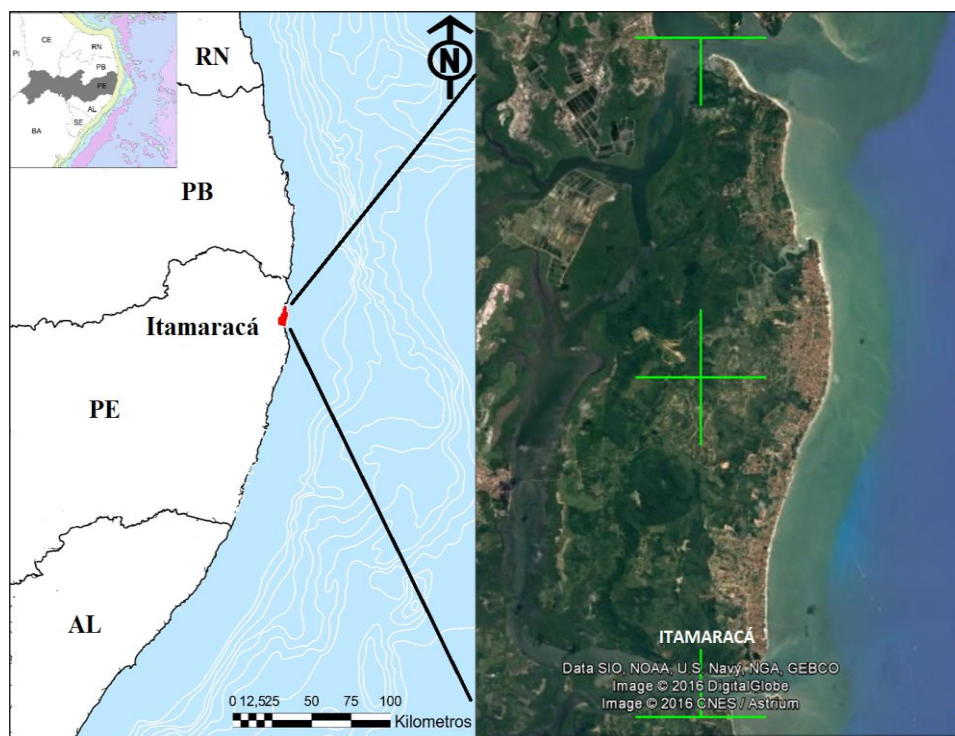 CE
RN
PI
PB
PE
AL
SE
BA
RN
N
PB
Itamaracá
PE
AL
0 12,525 50 75 100
Kilometros
ITAMARACÁ
Data SIO, NOAA, U.S. Navy, NGA, GEBCO
Image © 2016 DigitalGlobe
Image © 2016 CNES / Astrium